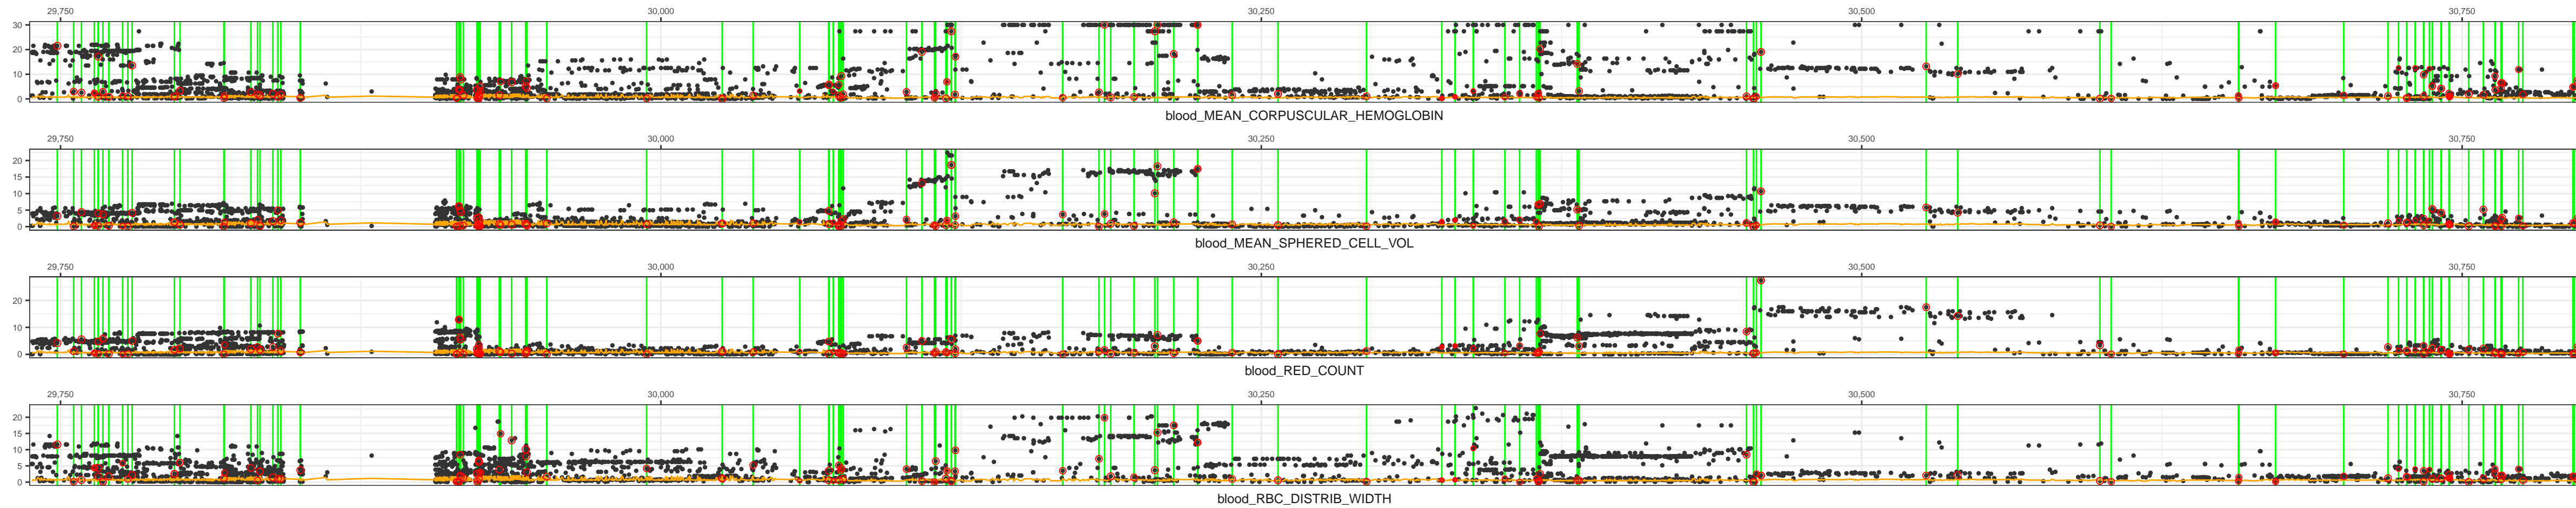 29,750 30,000 30,250 30,500 30,750
30
20
10
0
blood_MEAN_CORPUSCULAR_HEMOGLOBIN
29,750 30,000 30,250 30,500 30,750
20
15
10
5
0
blood_MEAN_SPHERED_CELL_VOL
29,750 30,000 30,250 30,500 30,750
20
10
0
blood_RED_COUNT
29,750 30,000 30,250 30,500 30,750
20
15
10
5
0
blood_RBC_DISTRIB_WIDTH